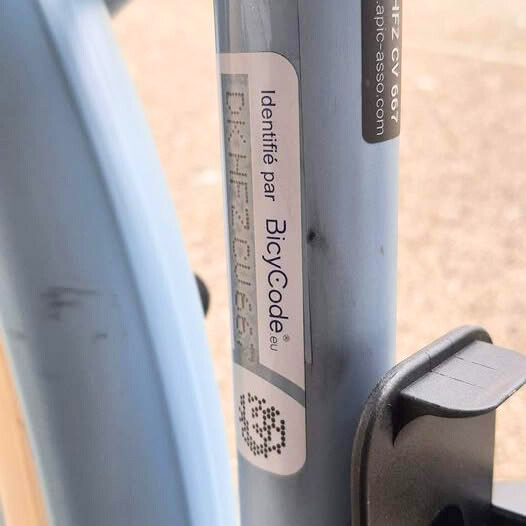 Identifié par BicyCode®.eu
HFZ CV 667
.apic-asso.com